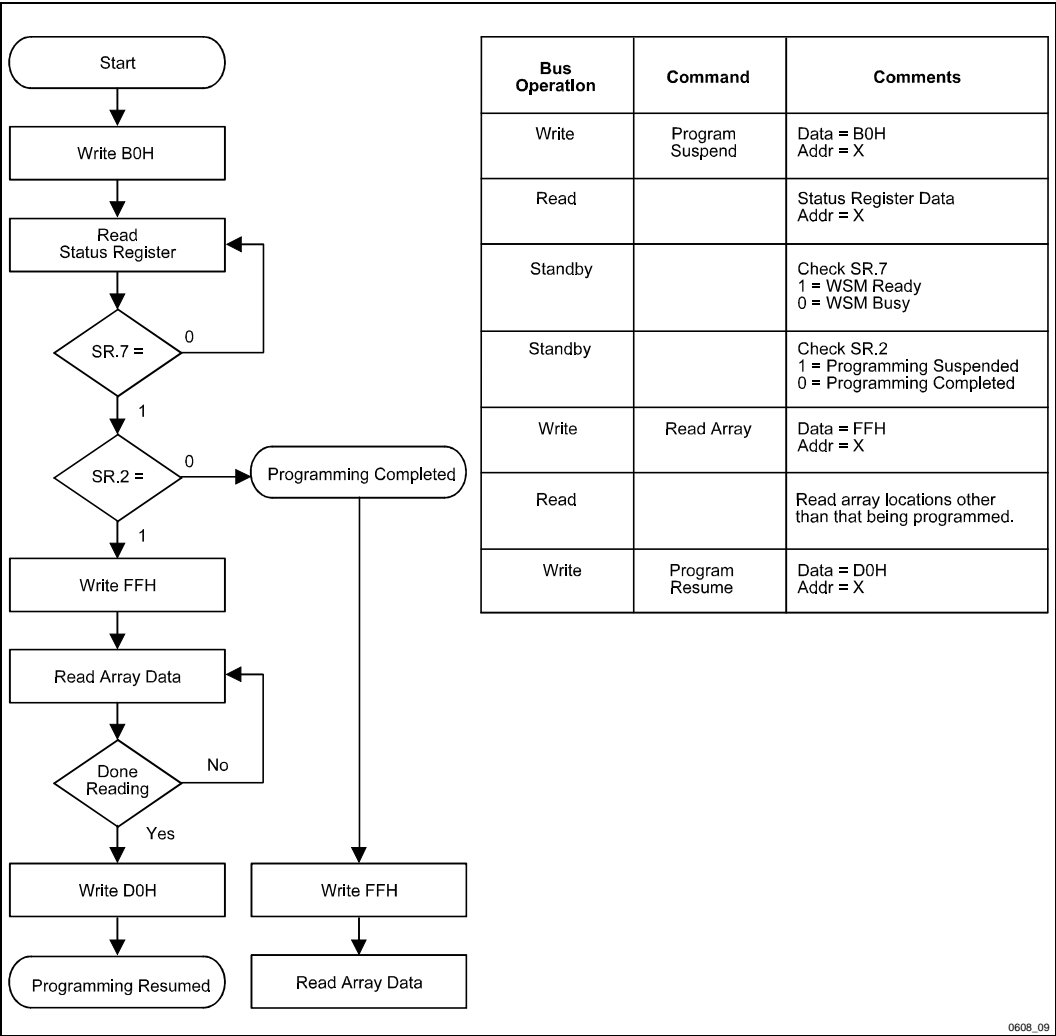 Start
Write B0H
Read
Status Register
SR.7 =
0
1
SR.2 =
0
Programming Completed
1
Write FFH
Read Array Data
Done
Reading
No
Yes
Write D0H
Write FFH
Programming Resumed
Read Array Data
Bus
Operation
Command
Comments
Write
Program
Suspend
Data = B0H
Addr = X
Read
Status Register Data
Addr = X
Standby
Check SR.7
1 = WSM Ready
0 = WSM Busy
Standby
Check SR.2
1 = Programming Suspended
0 = Programming Completed
Write
Read Array
Data = FFH
Addr = X
Read
Read array locations other
than that being programmed.
Write
Program
Resume
Data = D0H
Addr = X
0608_09